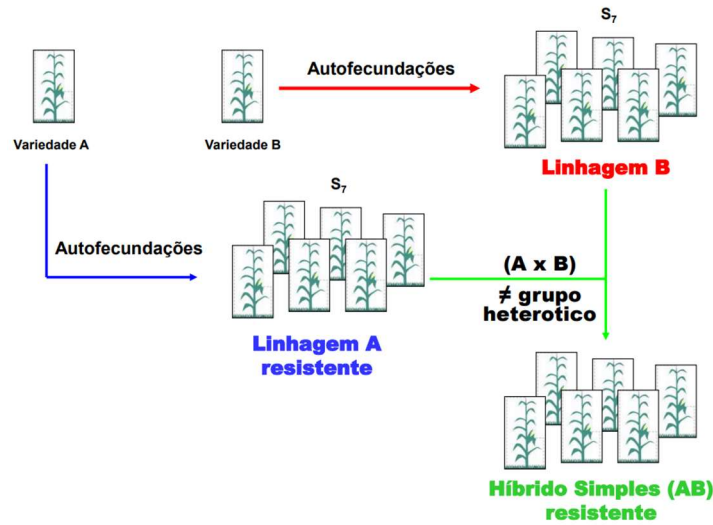 S7
Autofecundações
Variedade A
Variedade B
Linhagem B
S7
Autofecundações
(A x B)
≠ grupo
heterotico
Linhagem A
resistente
Híbrido Simples (AB)
resistente